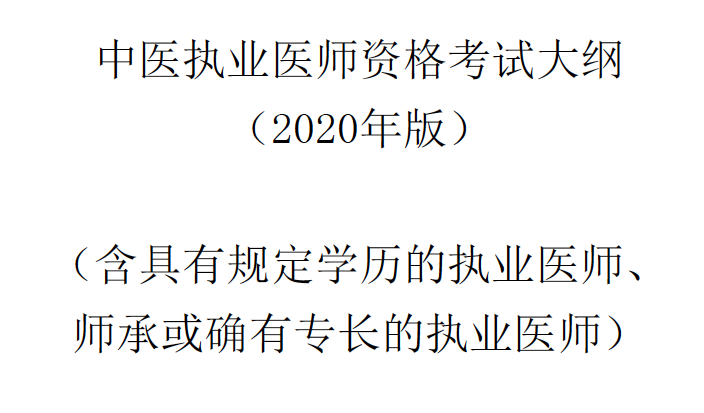 中医执业医师资格考试大纲
（2020年版）
（含具有规定学历的执业医师、
师承或确有专长的执业医师）